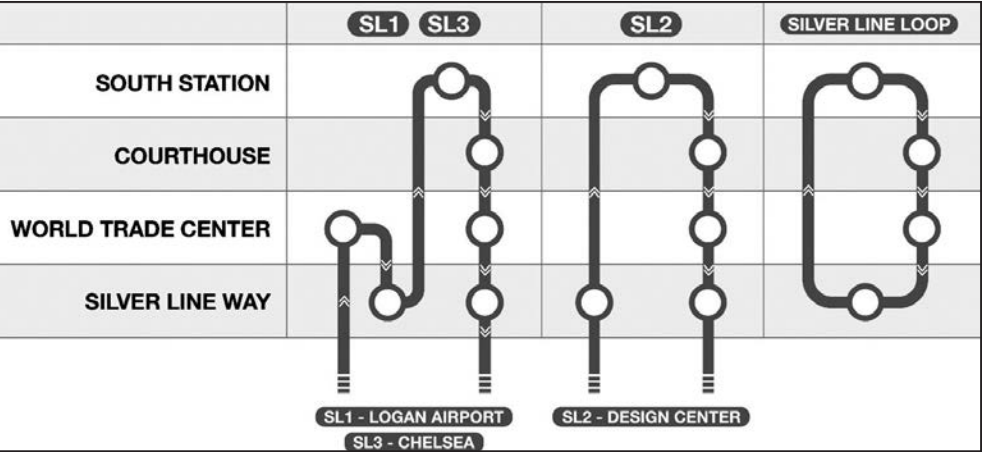 SL1 SL3 SL2 SILVER LINE LOOP
SOUTH STATION
COURTHOUSE
WORLD TRADE CENTER
SILVER LINE WAY
SL1 - LOGAN AIRPORT SL2 - DESIGN CENTER
SL3 - CHELSEA